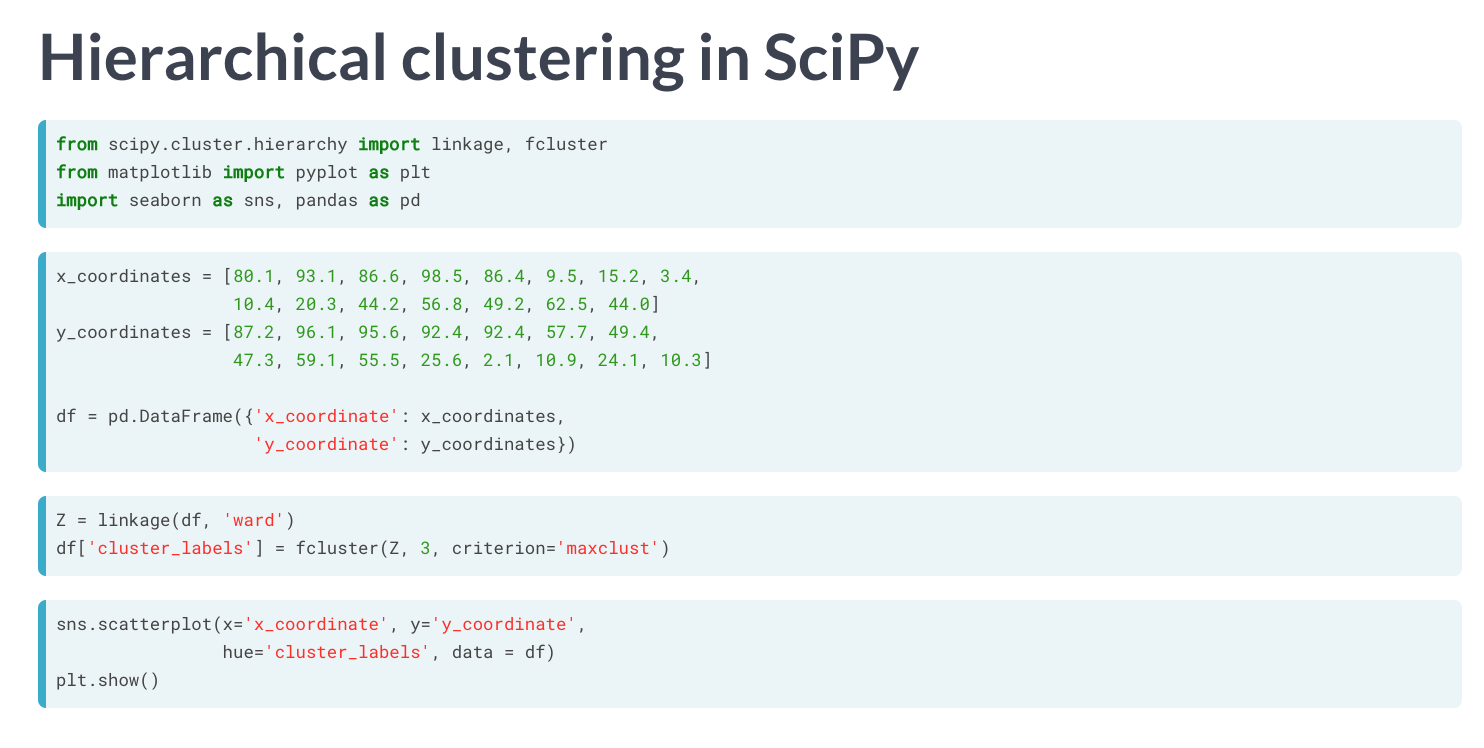 Hierarchical clustering in SciPy
from scipy.cluster.hierarchy import linkage, fcluster
from matplotlib import pyplot as plt
import seaborn as sns, pandas as pd
x_coordinates = [80.1, 93.1, 86.6, 98.5, 86.4, 9.5, 15.2, 3.4,
                 10.4, 20.3, 44.2, 56.8, 49.2, 62.5, 44.0]
y_coordinates = [87.2, 96.1, 95.6, 92.4, 92.4, 57.7, 49.4,
                 47.3, 59.1, 55.5, 25.6, 2.1, 10.9, 24.1, 10.3]
df = pd.DataFrame({'x_coordinate': x_coordinates,
                   'y_coordinate': y_coordinates})
Z = linkage(df, 'ward')
df['cluster_labels'] = fcluster(Z, 3, criterion='maxclust')
sns.scatterplot(x='x_coordinate', y='y_coordinate',
                hue='cluster_labels', data = df)
plt.show()